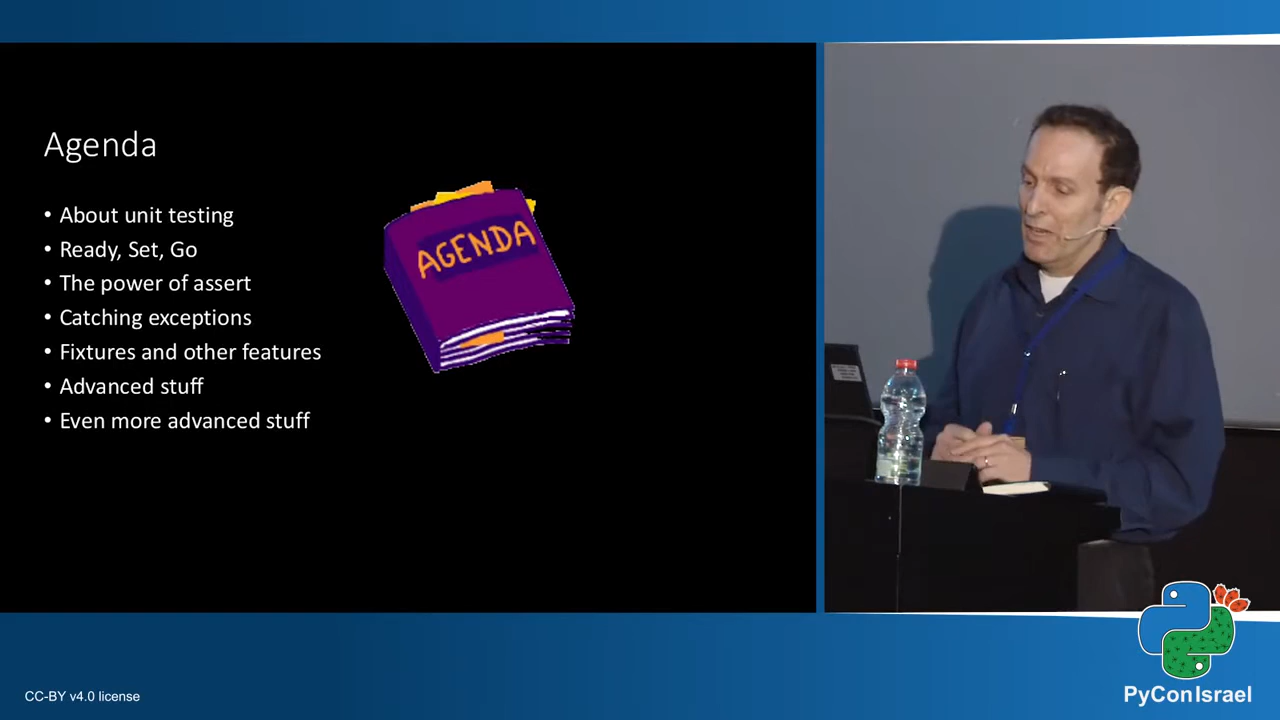 Agenda
• About unit testing
• Ready, Set, Go
• The power of assert
• Catching exceptions
• Fixtures and other features
• Advanced stuff
• Even more advanced stuff
AGENDA
CC-BY v4.0 license
PyConIsrael